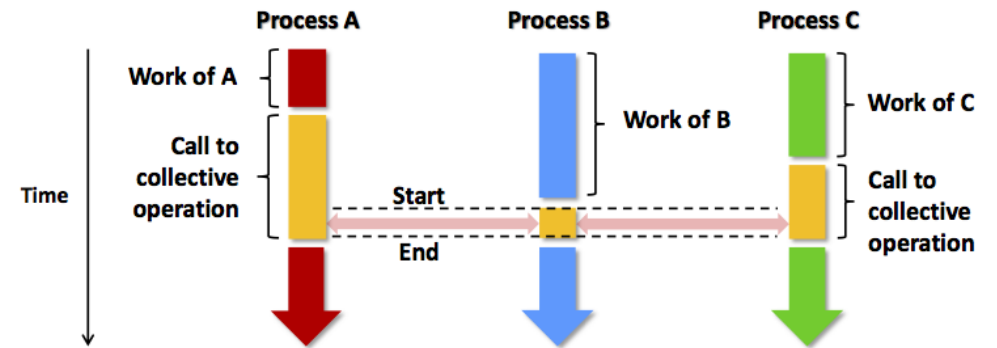 Process A
Process B
Process C
Work of A
Work of B
Work of C
Call to
collective
operation
Time
Start
End
Call to
collective
operation